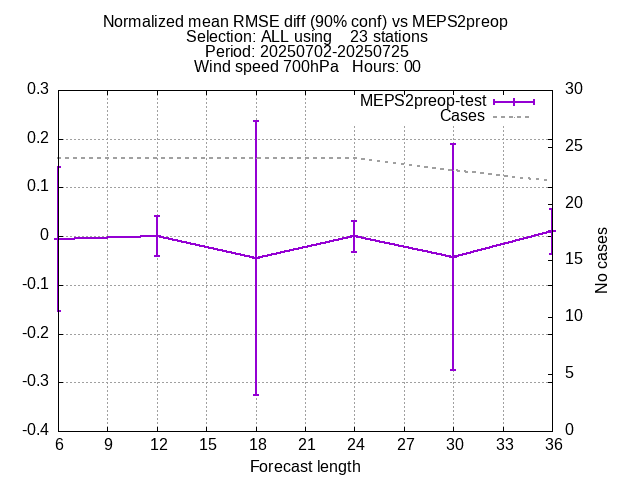 Normalized mean RMSE diff (90% conf) vs MEPS2preop
Selection: ALL using    23 stations
Period: 20250702-20250725
Wind speed 700hPa   Hours: 00
MEPS2preop-test
Cases
0.3
0.2
0.1
0
-0.1
-0.2
-0.3
-0.4
30
25
20
15
10
5
0
No cases
6 9 12 15 18 21 24 27 30 33 36
Forecast length